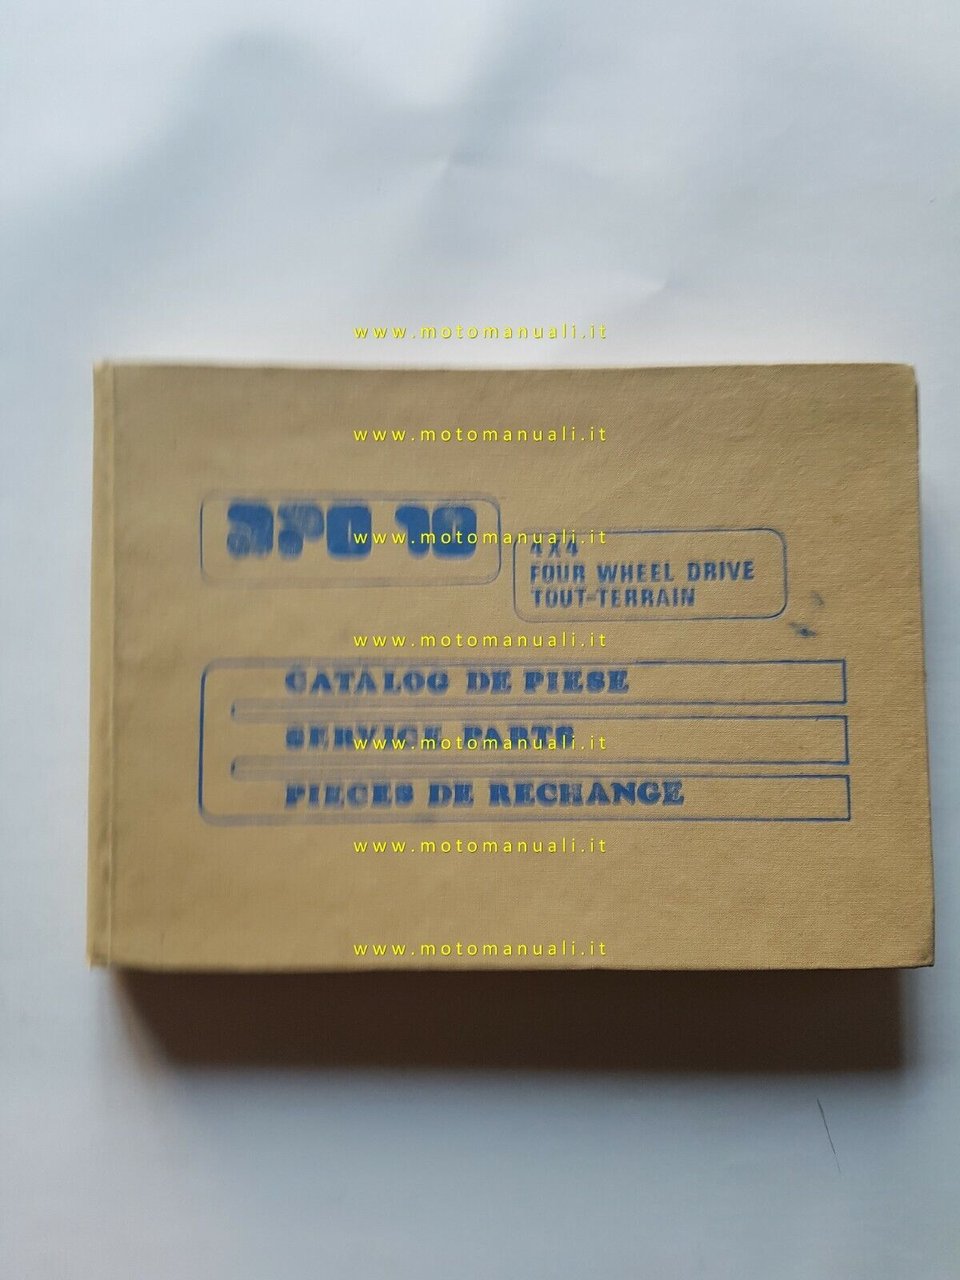 www.motomanuali.it
www.motomanuali.it
ARO 10
www.motomanuali.it
4X4
FOUR WHEEL DRIVE
TOUT-TERRAIN
www.motomanuali.it
CATALOG DE PIESE
SERVICE PARTS
www.motomanuali.it
PIECES DE RECHANGE
www.motomanuali.it
www.motomanuali.it